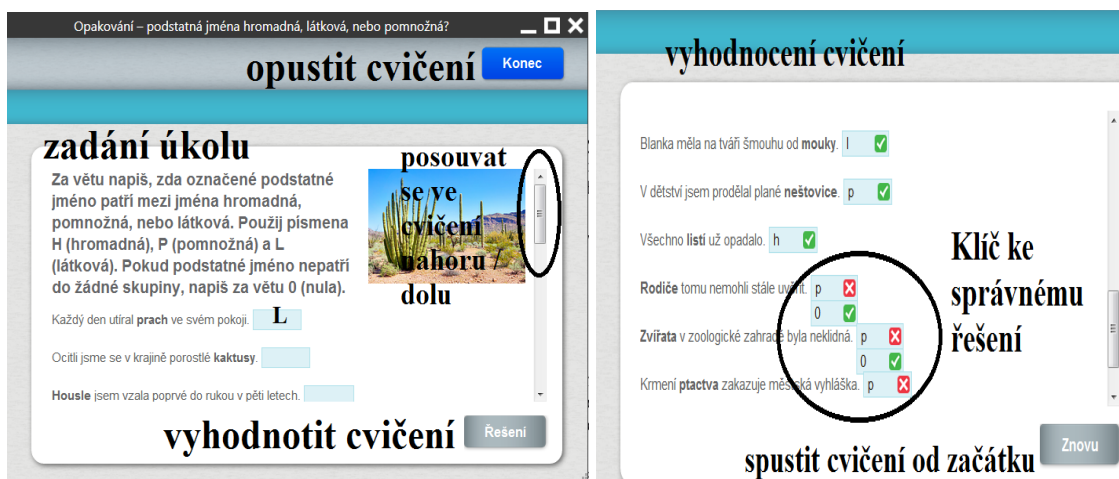 Opakování – podstatná jména hromadná, látková, nebo pomnožná?
opustit cvičení
Konec
zadání úkolu
Za větu napiš, zda označené podstatné
jméno patří mezi jména hromadná,
pomnožná, nebo látková. Použij písmena
H (hromadná), P (pomnožná) a L
(látková). Pokud podstatné jméno nepatří
do žádné skupiny, napiš za větu 0 (nula).
posouvat
se ve
cvičení
nahoru /
dolu
Každý den utíral prach ve svém pokoji. L
Ocitli jsme se v krajině porostlé kaktusy.
Housle jsem vzala poprvé do rukou v pěti letech.
vyhodnotit cvičení
Řešení
vyhodnocení cvičení
Blanka měla na tváři šmouhu od mouky. l
V dětství jsem prodělal plané neštovice. p
Všechno listí už opadalo. h
Rodiče tomu nemohli stále uvěřit. p
0
Zvířata v zoologické zahradě byla neklidná. p
0
Krmení ptactva zakazuje městská vyhláška. p
Klíč ke
správnému
řešení
spustit cvičení od začátku
Znovu